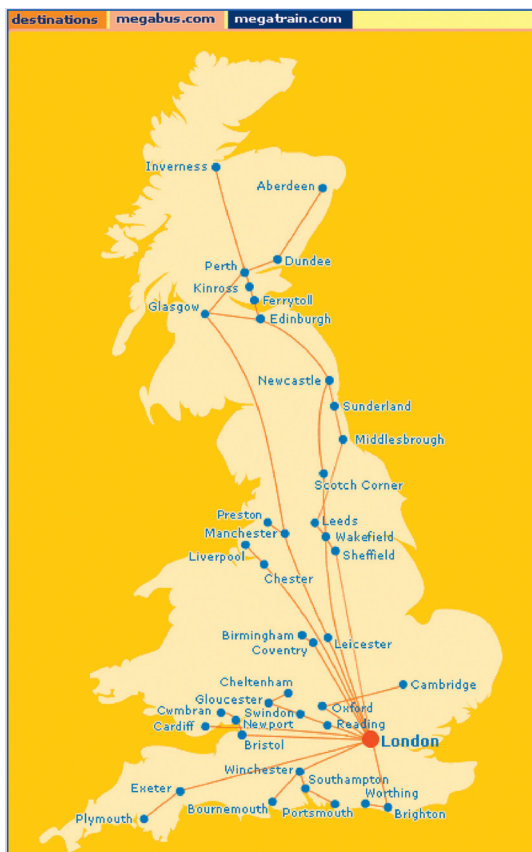 destinations megabus.com megatrain.com
Inverness
Aberdeen
Dundee
Perth
Kinross
Ferrytoll
Glasgow
Edinburgh
Newcastle
Sunderland
Middlesbrough
Scotch Corner
Preston
Leeds
Manchester
Wakefield
Liverpool
Sheffield
Chester
Birmingham
Leicester
Coventry
Cheltenham
Cambridge
Gloucester
Oxford
Cwmbran
Swindon
Cardiff
Newport
Reading
London
Bristol
Winchester
Southampton
Exeter
Worthing
Bournemouth
Portsmouth
Brighton
Plymouth